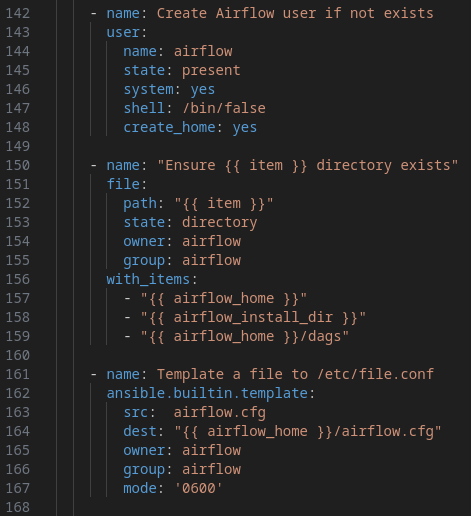 142 - name: Create Airflow user if not exists
143 user:
144 name: airflow
145 state: present
146 system: yes
147 shell: /bin/false
148 create_home: yes
149
150 - name: "Ensure {{ item }} directory exists"
151 file:
152 path: "{{ item }}"
153 state: directory
154 owner: airflow
155 group: airflow
156 with_items:
157 - "{{ airflow_home }}"
158 - "{{ airflow_install_dir }}"
159 - "{{ airflow_home }}/dags"
160
161 - name: Template a file to /etc/file.conf
162 ansible.builtin.template:
163 src:  airflow.cfg
164 dest: "{{ airflow_home }}/airflow.cfg"
165 owner: airflow
166 group: airflow
167 mode: '0600'
168